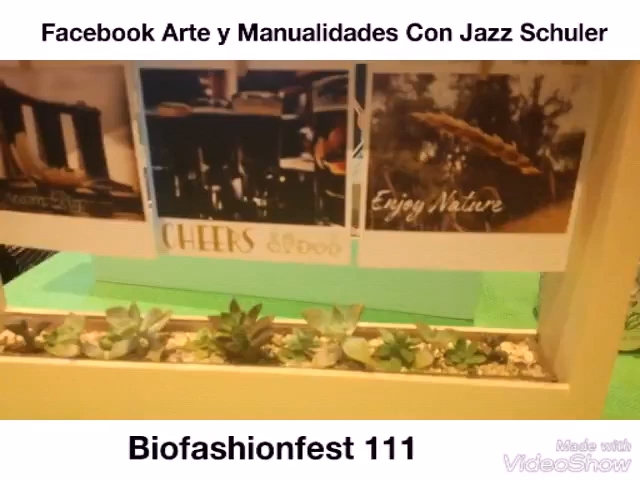 Facebook Arte y Manualidades Con Jazz Schuler
Enjoy Nature
CHEERS
Biofashionfest 111
Made with
VideoShow